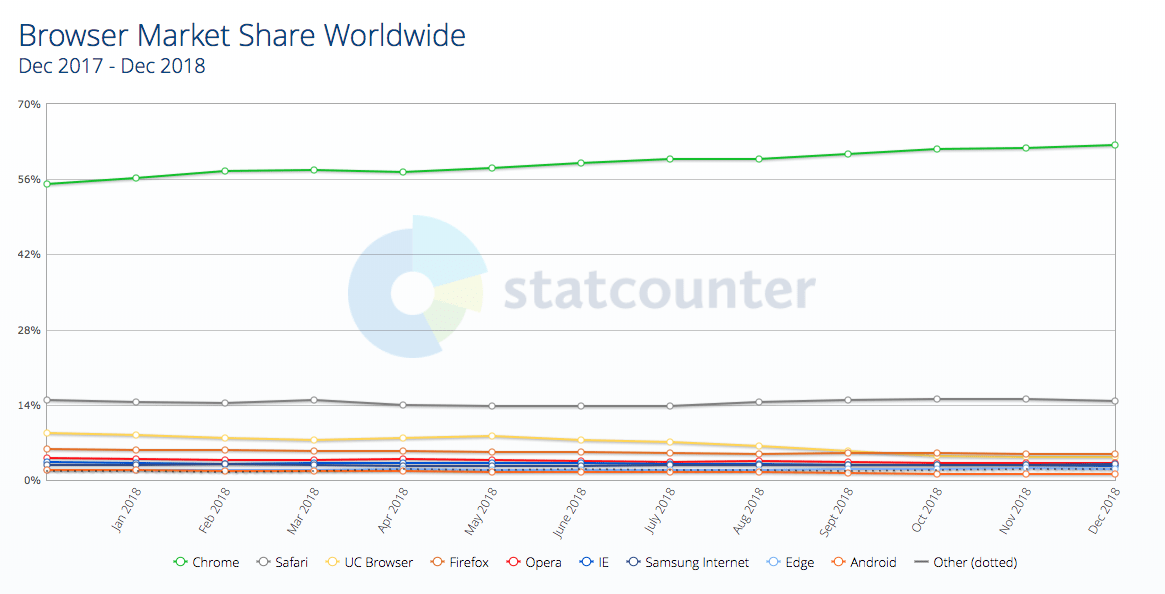 Browser Market Share Worldwide
Dec 2017 - Dec 2018
70%
56%
42%
28%
14%
0%
statcounter
Jan 2018
Feb 2018
Mar 2018
Apr 2018
May 2018
June 2018
July 2018
Aug 2018
Sept 2018
Oct 2018
Nov 2018
Dec 2018
Chrome Safari UC Browser Firefox Opera IE Samsung Internet Edge Android Other (dotted)